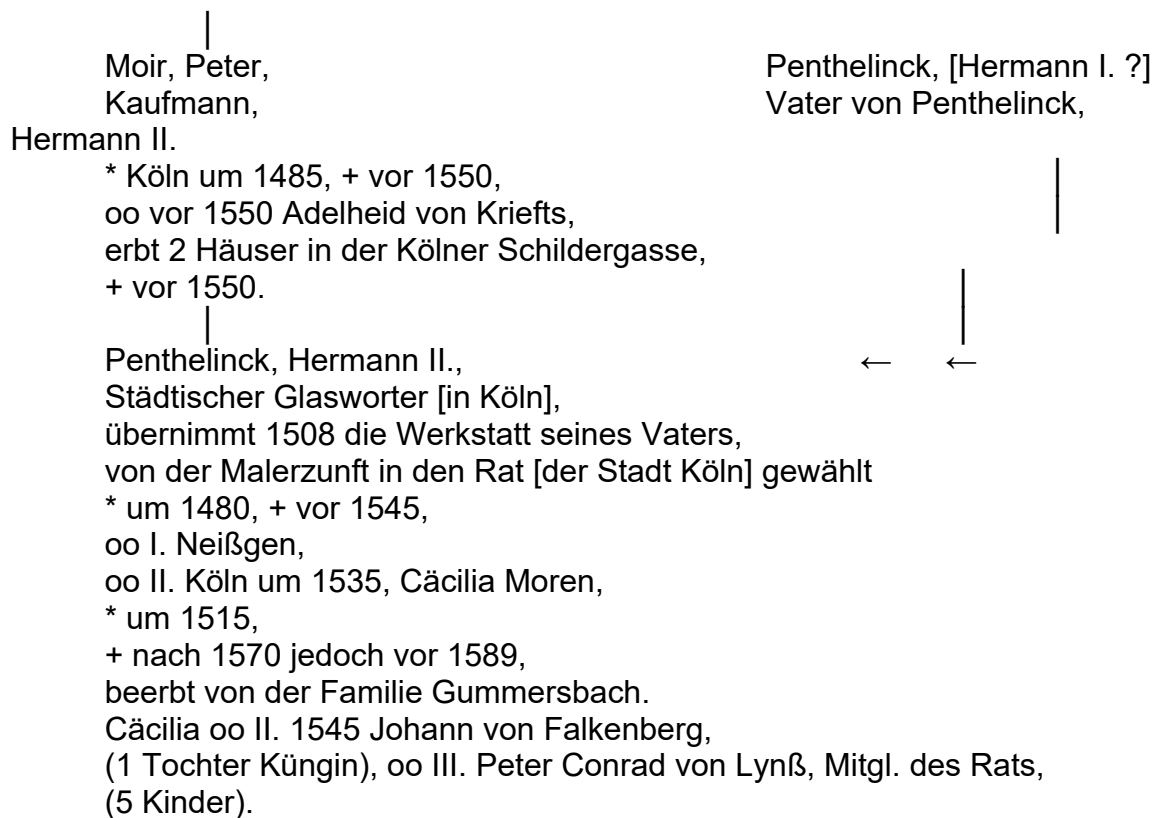 Moir, Peter, Penthelinck, [Hermann I. ?]
Kaufmann, Vater von Penthelinck,
Hermann II.
* Köln um 1485, + vor 1550,
oo vor 1550 Adelheid von Kriefts,
erbt 2 Häuser in der Kölner Schildergasse,
+ vor 1550.
Penthelinck, Hermann II., ← ←
Städtischer Glasworter [in Köln],
übernimmt 1508 die Werkstatt seines Vaters,
von der Malerzunft in den Rat [der Stadt Köln] gewählt
* um 1480, + vor 1545,
oo I. Neißgen,
oo II. Köln um 1535, Cäcilia Moren,
* um 1515,
+ nach 1570 jedoch vor 1589,
beerbt von der Familie Gummersbach.
Cäcilia oo II. 1545 Johann von Falkenberg,
(1 Tochter Küngin), oo III. Peter Conrad von Lynß, Mitgl. des Rats,
(5 Kinder).